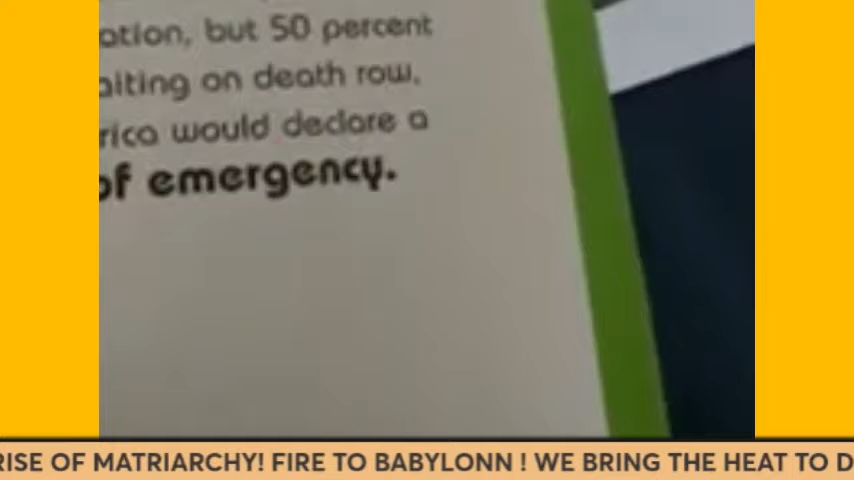 ation, but 50 percent
aiting on death row,
rica would declare a
of emergency.
RISE OF MATRIARCHY! FIRE TO BABYLONN ! WE BRING THE HEAT TO D